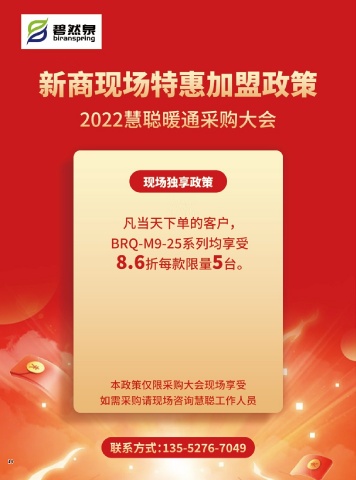 碧然泉
biranspring
新商现场特惠加盟政策
2022慧聪暖通采购大会
现场独享政策
凡当天下单的客户，
BRQ-M9-25系列均享受
8.6折每款限量5台。
本政策仅限采购大会现场享受
如需采购请现场咨询慧聪工作人员
联系方式:135-5276-7049